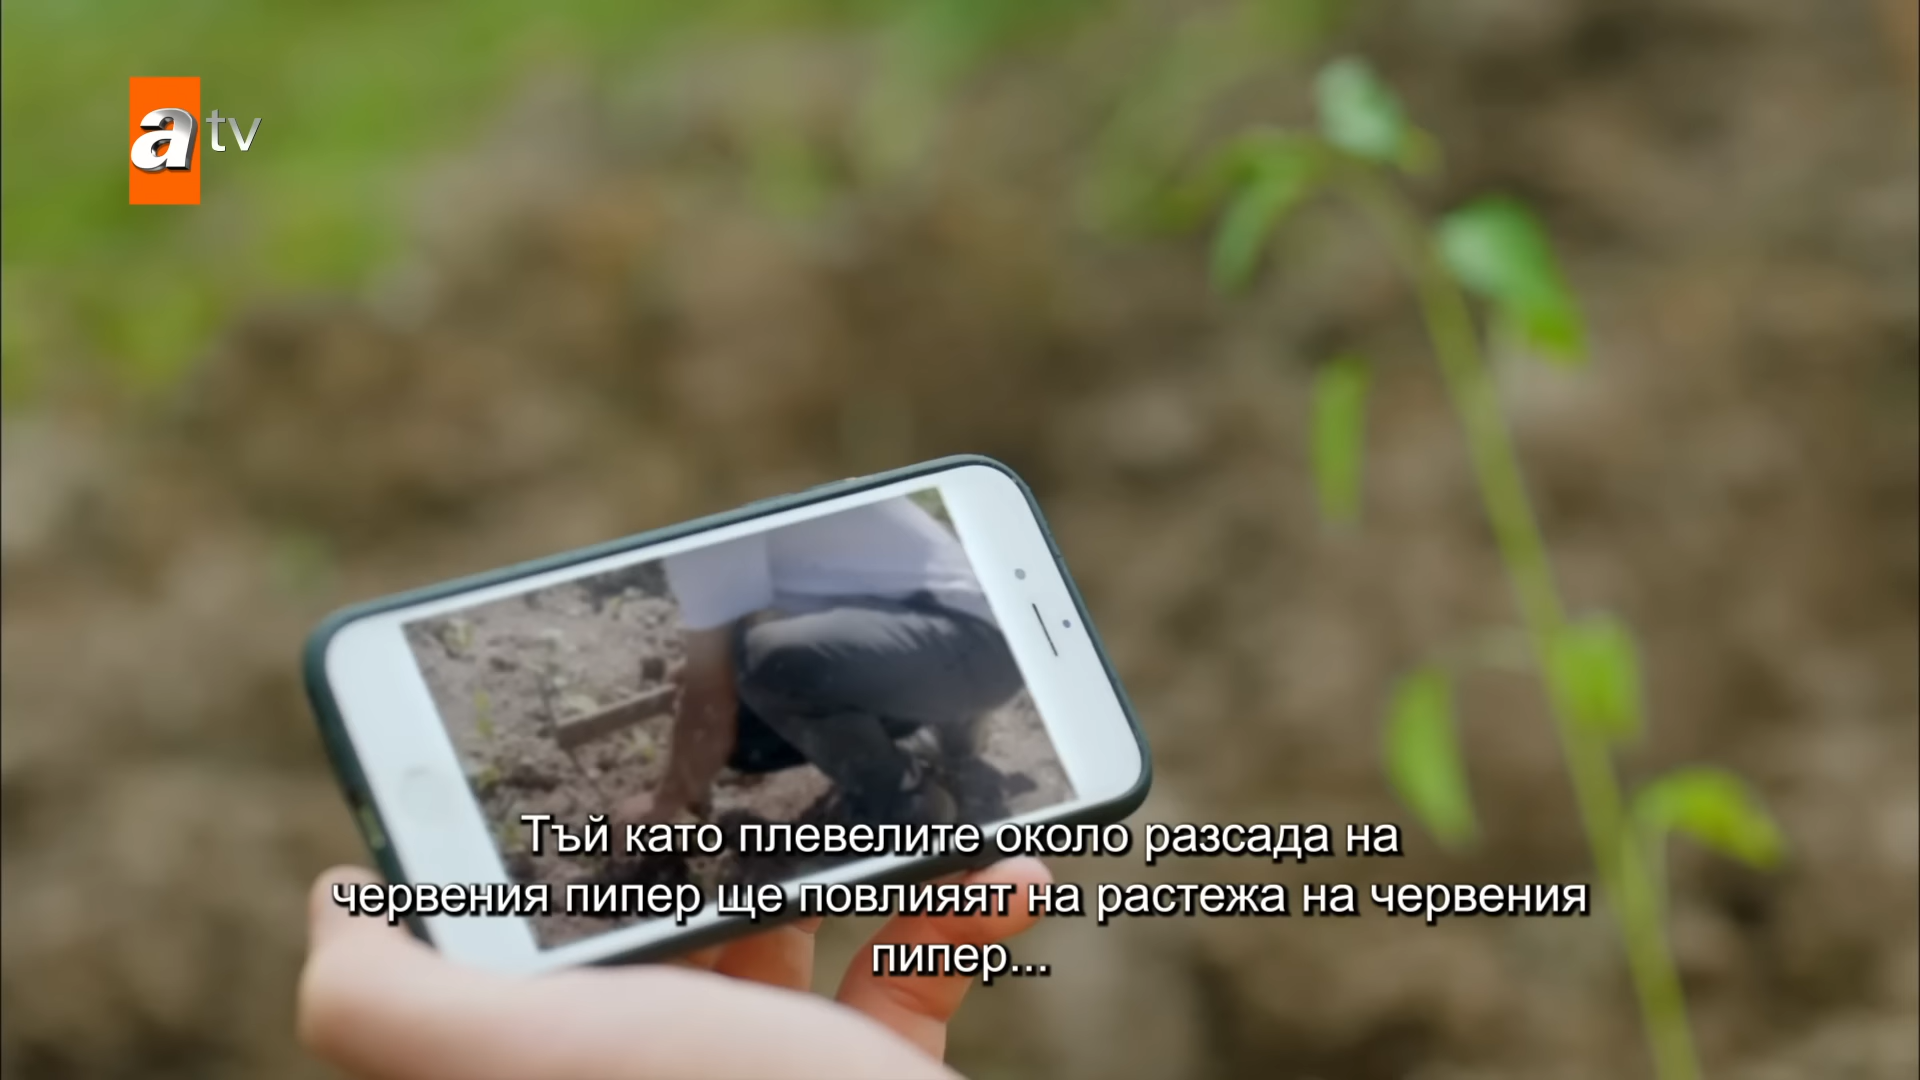 atv
Тъй като плевелите около разсада на
червения пипер ще повлияят на растежа на червения
пипер...